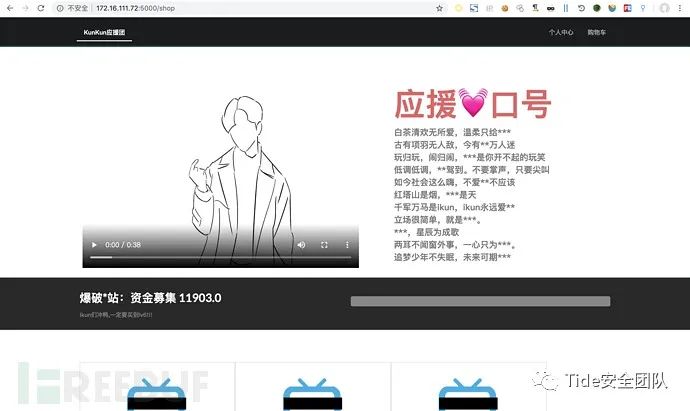 不安全 | 172.16.111.72:5000/shop
KunKun应援团
个人中心 购物车
应援💓口号
白茶清欢无所爱，温柔只给***
古有项羽无人敌，今有**万人迷
玩归玩，闹归闹，***是你开不起的玩笑
低调低调，**驾到。不要掌声，只要尖叫
如今社会这么嗨，不爱**不应该
红塔山是烟，***是天
千军万马是ikun，ikun永远爱**
立场很简单，就是***。
***，星辰为成歌
两耳不闻窗外事，一心只为***。
追梦少年不失眠，未来可期***
0:00 / 0:38
爆破*站：资金募集 11903.0
ikun们冲鸭,一定要买到lv6!!!
FREEBUF
Tide安全团队